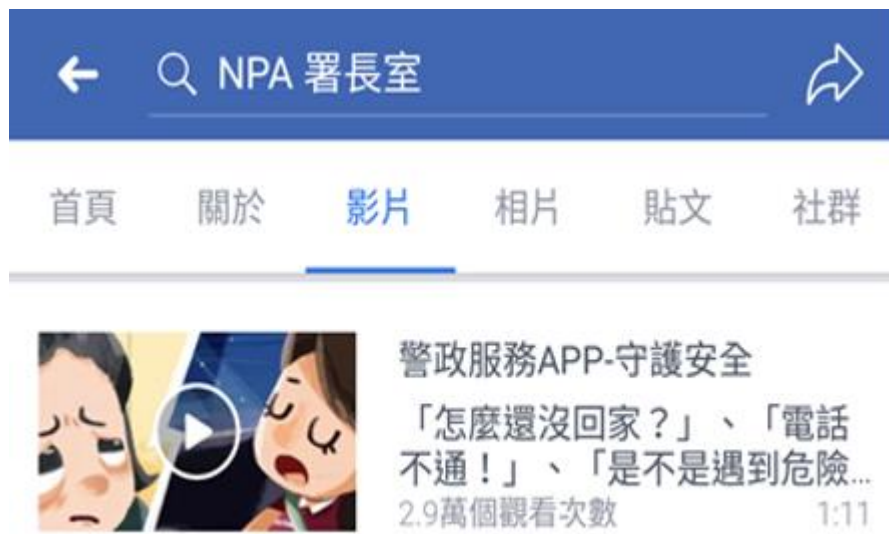 NPA 署長室
首頁 關於 影片 相片 貼文 社群
警政服務APP-守護安全
「怎麼還沒回家？」、「電話
不通！」、「是不是遇到危險...
2.9萬個觀看次數 1:11